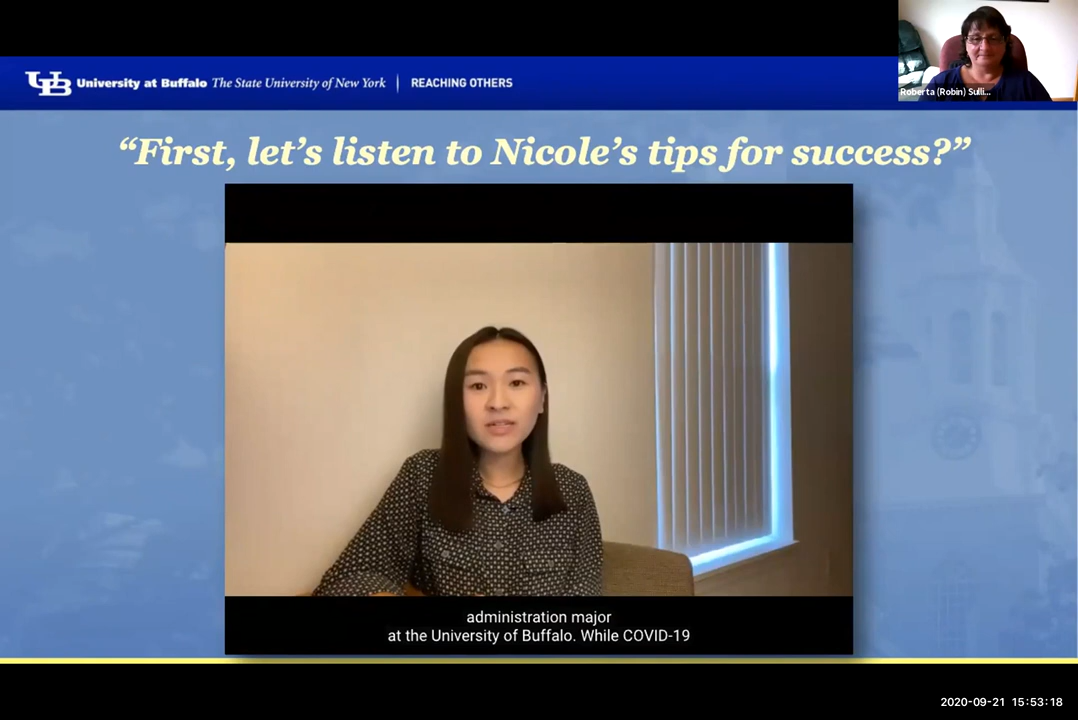 UB University at Buffalo The State University of New York | REACHING OTHERS
Roberta (Robin) Sulli...
“First, let’s listen to Nicole’s tips for success?”
administration major
at the University of Buffalo. While COVID-19
2020-09-21 15:53:18